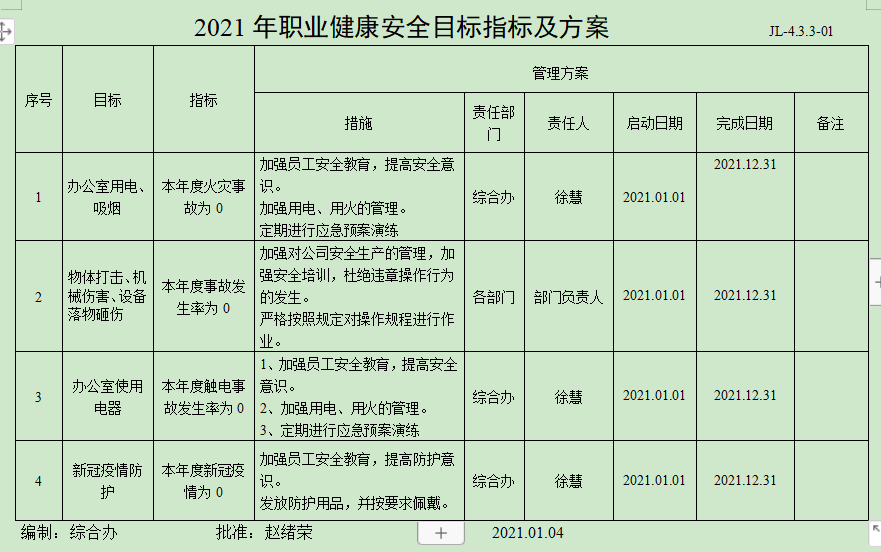 2021 年职业健康安全目标指标及方案
JL-4.3.3-01
序号
目标
指标
管理方案
措施
责任部
门
责任人
启动日期
完成日期
备注
1
办公室用电、
吸烟
本年度火灾事
故为 0
加强员工安全教育，提高安全意
识。
加强用电、用火的管理。
定期进行应急预案演练
综合办
徐慧
2021.01.01
2021.12.31
2
物体打击、机
械伤害、设备
落物砸伤
本年度事故发
生率为 0
加强对公司安全生产的管理，加
强安全培训，杜绝违章操作行为
的发生。
严格按照规定对操作规程进行作
业。
各部门
部门负责人
2021.01.01
2021.12.31
3
办公室使用
电器
本年度触电事
故发生率为 0
1、加强员工安全教育，提高安全
意识。
2、加强用电、用火的管理。
3、定期进行应急预案演练
综合办
徐慧
2021.01.01
2021.12.31
4
新冠疫情防
护
本年度新冠疫
情为 0
加强员工安全教育，提高防护意
识。
发放防护用品，并按要求佩戴。
综合办
徐慧
2021.01.01
2021.12.31
编制：综合办
批准：赵绪荣
2021.01.04